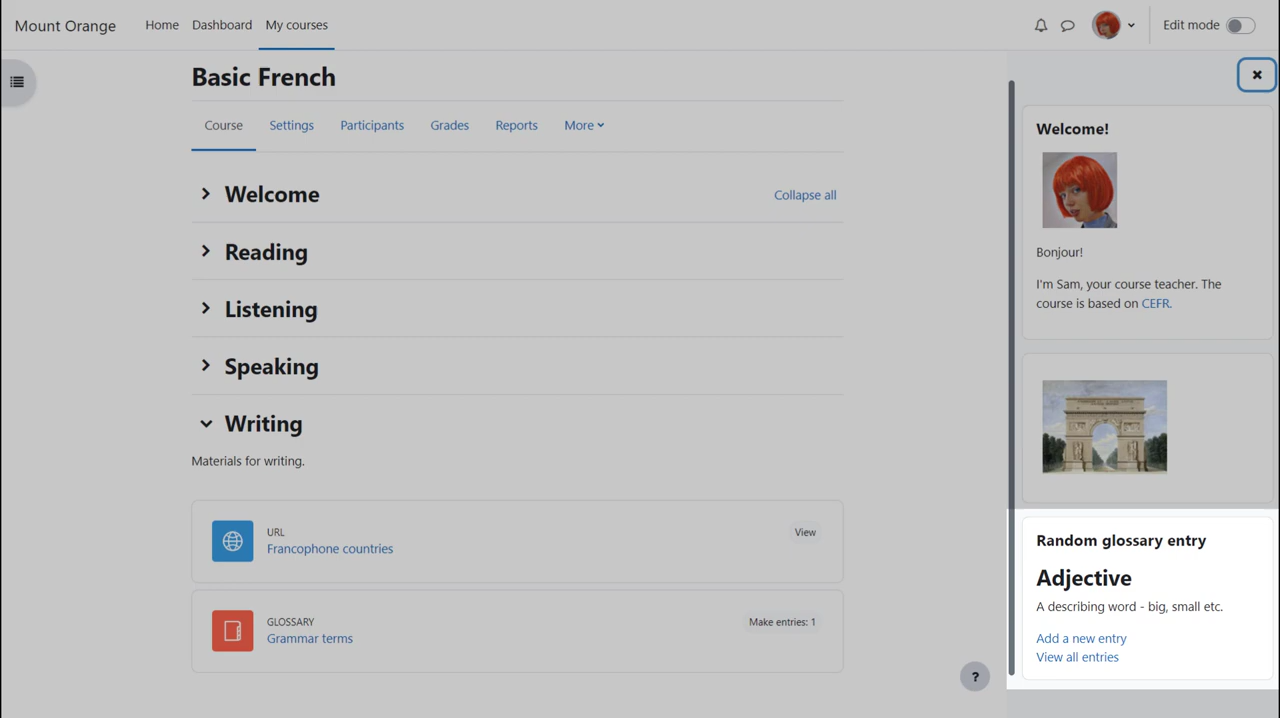 Mount Orange
Home
Dashboard
My courses
Edit mode
Basic French
Course
Settings
Participants
Grades
Reports
More
Welcome
Collapse all
Reading
Listening
Speaking
Writing
Materials for writing.
URL
Francophone countries
View
GLOSSARY
Grammar terms
Make entries: 1
?
Welcome!
Bonjour!
I'm Sam, your course teacher. The
course is based on CEFR.
Random glossary entry
Adjective
A describing word - big, small etc.
Add a new entry
View all entries